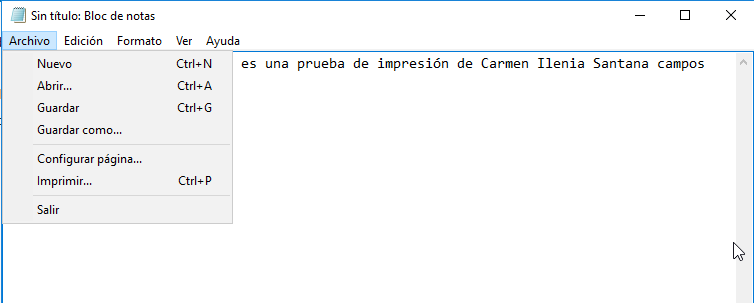 Sin título: Bloc de notas
Archivo Edición Formato Ver Ayuda
es una prueba de impresión de Carmen Ilenia Santana campos
Nuevo Ctrl+N
Abrir... Ctrl+A
Guardar Ctrl+G
Guardar como...
Configurar página...
Imprimir... Ctrl+P
Salir